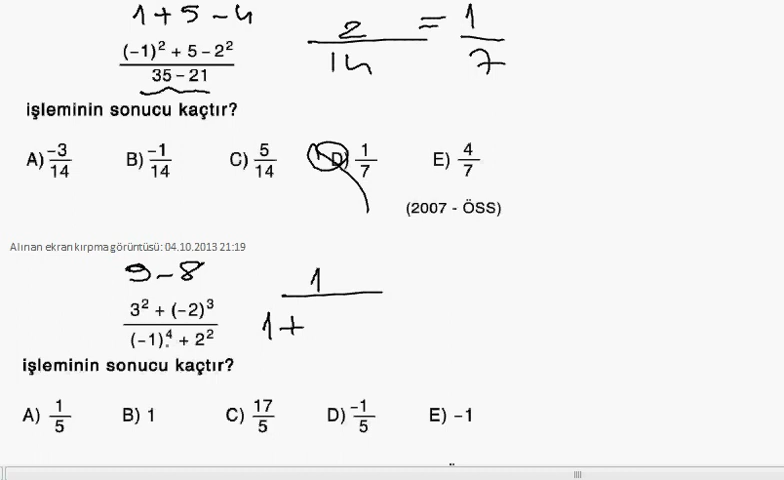 1 + 5 - 4
(-1)² + 5 - 2²
35 - 21
2
14
= 1
7
işleminin sonucu kaçtır?
A) -3/14 B) -1/14 C) 5/14 D) 1/7 E) 4/7
(2007 - ÖSS)
Alınan ekran kırpma görüntüsü: 04.10.2013 21:19
9 - 8
3² + (-2)³
(-1)⁴ + 2²
1
1 +
işleminin sonucu kaçtır?
A) 1/5 B) 1 C) 17/5 D) -1/5 E) -1